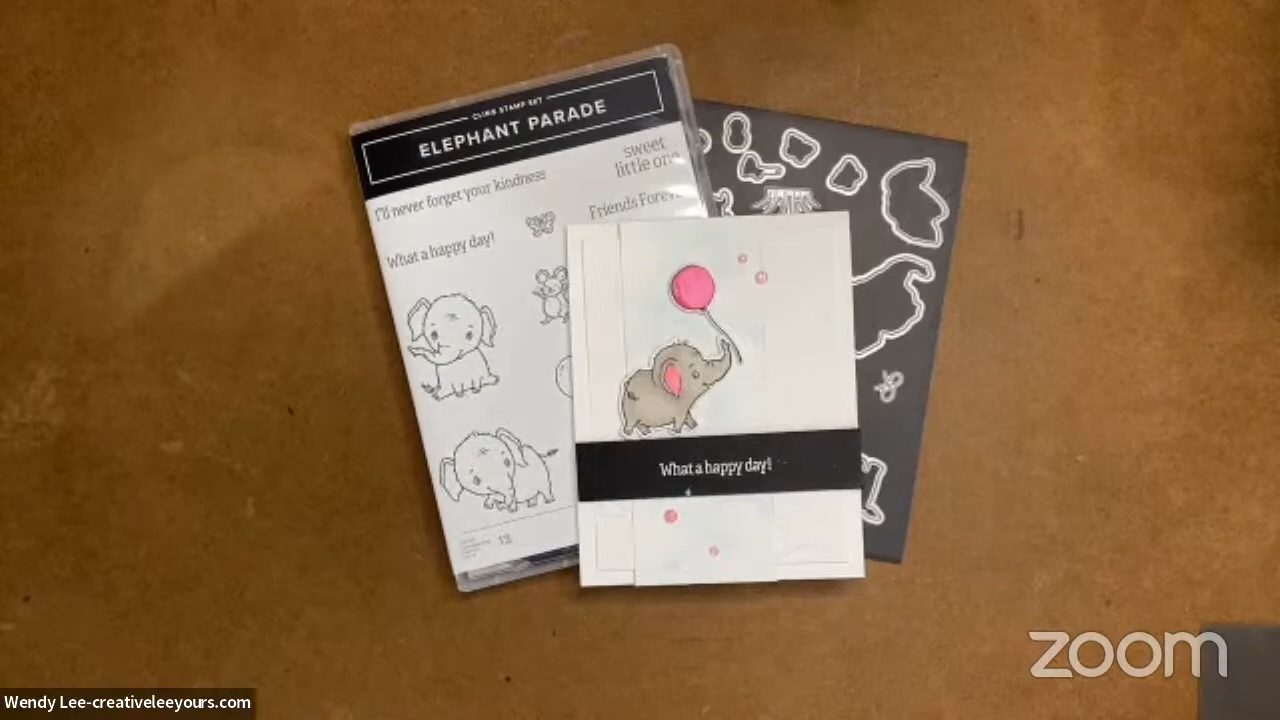 CLING STAMP SET
ELEPHANT PARADE
sweet
little one
I'll never forget your kindness
Friends
What a happy day!
13
What a happy day!
zoom
Wendy Lee-creativeleeyours.com